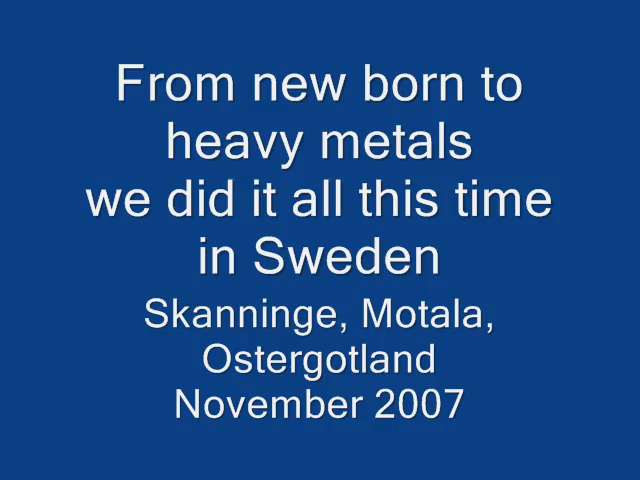 From new born to
heavy metals
we did it all this time
in Sweden
Skanninge, Motala,
Ostergotland
November 2007